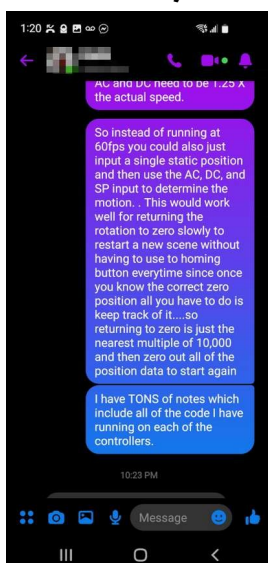 1:20
AC and DC need to be 1.25 X
the actual speed.
So instead of running at
60fps you could also just
input a single static position
and then use the AC, DC, and
SP input to determine the
motion. . This would work
well for returning the
rotation to zero slowly to
restart a new scene without
having to use to homing
button everytime since once
you know the correct zero
position all you have to do is
keep track of it....so
returning to zero is just the
nearest multiple of 10,000
and then zero out all of the
position data to start again
I have TONS of notes which
include all of the code I have
running on each of the
controllers.
10:23 PM
Message